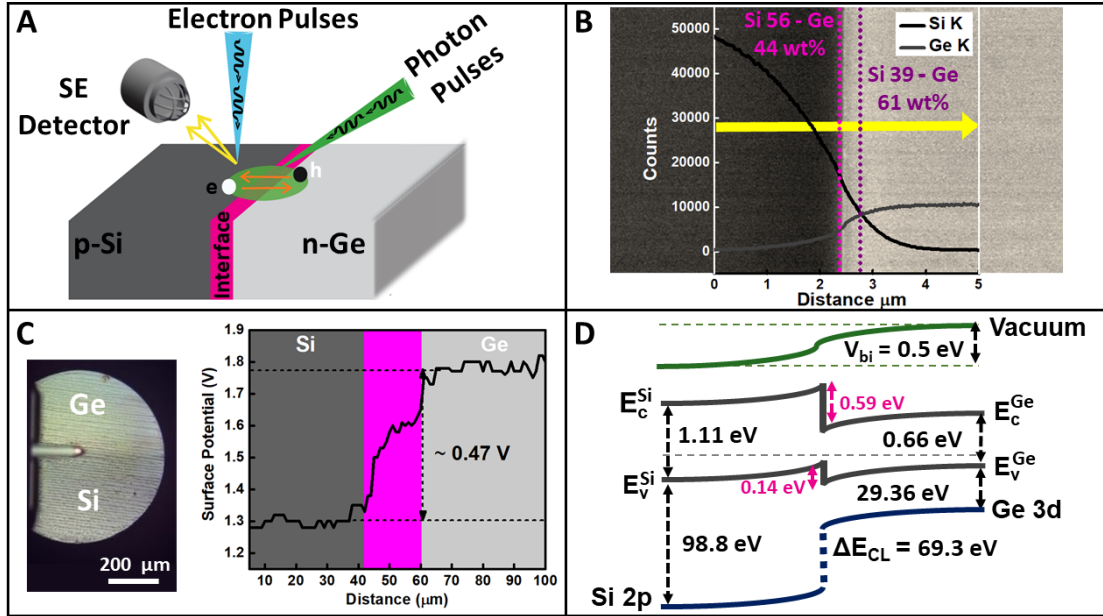 A
Electron Pulses
Photon
Pulses
SE
Detector
e
h
p-Si
Interface
n-Ge
B
Si 56 - Ge
44 wt%
Si K
Ge K
Si 39 - Ge
61 wt%
50000
40000
30000
20000
10000
0
Counts
0 1 2 3 4 5
Distance μm
C
Ge
Si
200 μm
Si Ge
1.9
1.8
1.7
1.6
1.5
1.4
1.3
1.2
Surface Potential (V)
~ 0.47 V
10 20 30 40 50 60 70 80 90 100
Distance (μm)
D
Vacuum
V_bi = 0.5 eV
E_c^Si
0.59 eV
E_c^Ge
1.11 eV
0.66 eV
E_v^Si
E_v^Ge
0.14 eV
29.36 eV
Ge 3d
98.8 eV
ΔE_CL = 69.3 eV
Si 2p